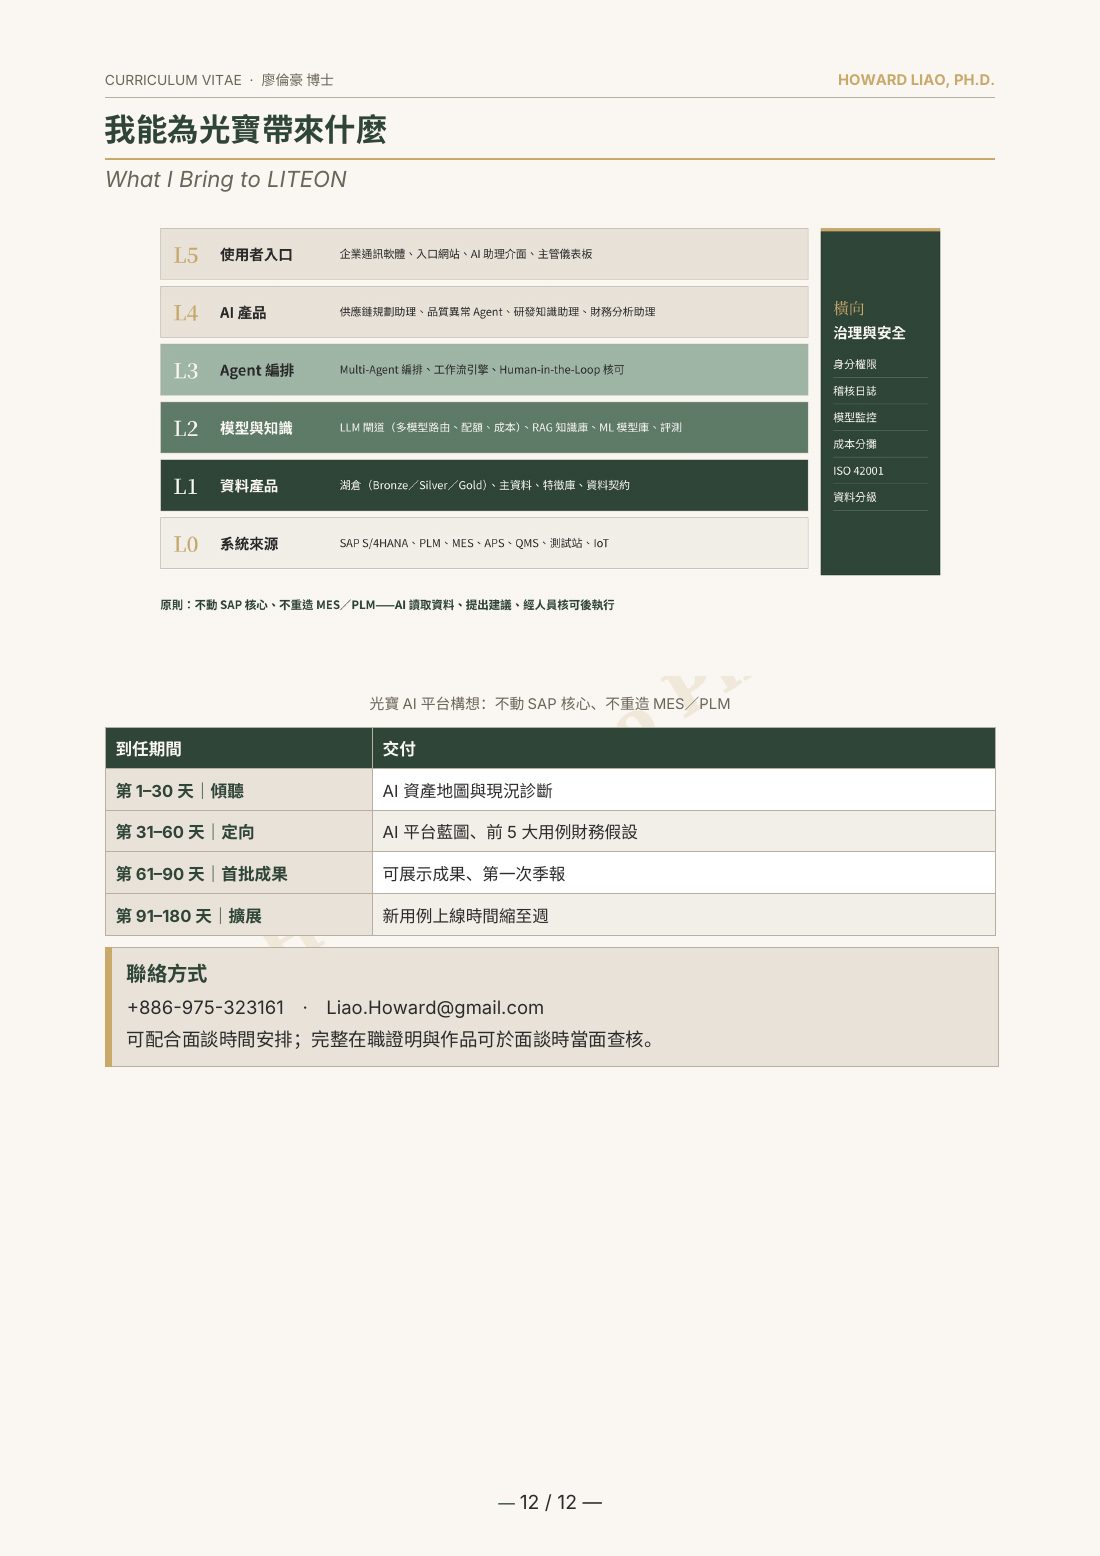 CURRICULUM VITAE · 廖倫豪 博士
HOWARD LIAO, PH.D.
我能為光寶帶來什麼
What I Bring to LITEON
L5 使用者入口 企業通訊軟體、入口網站、AI 助理介面、主管儀表板
L4 AI 產品 供應鏈規劃助理、品質異常 Agent、研發知識助理、財務分析助理
L3 Agent 編排 Multi-Agent 編排、工作流引擎、Human-in-the-Loop 核可
L2 模型與知識 LLM 閘道（多模型路由、配額、成本）、RAG 知識庫、ML 模型庫、評測
L1 資料產品 湖倉（Bronze／Silver／Gold）、主資料、特徵庫、資料契約
L0 系統來源 SAP S/4HANA、PLM、MES、APS、QMS、測試站、IoT
橫向
治理與安全
身分權限
稽核日誌
模型監控
成本分攤
ISO 42001
資料分級
原則：不動 SAP 核心、不重造 MES／PLM——AI 讀取資料、提出建議、經人員核可後執行
光寶 AI 平台構想：不動 SAP 核心、不重造 MES／PLM
到任期間 交付
第 1–30 天｜傾聽 AI 資產地圖與現況診斷
第 31–60 天｜定向 AI 平台藍圖、前 5 大用例財務假設
第 61–90 天｜首批成果 可展示成果、第一次季報
第 91–180 天｜擴展 新用例上線時間縮至週
聯絡方式
+886-975-323161 · Liao.Howard@gmail.com
可配合面談時間安排；完整在職證明與作品可於面談時當面查核。
— 12 / 12 —